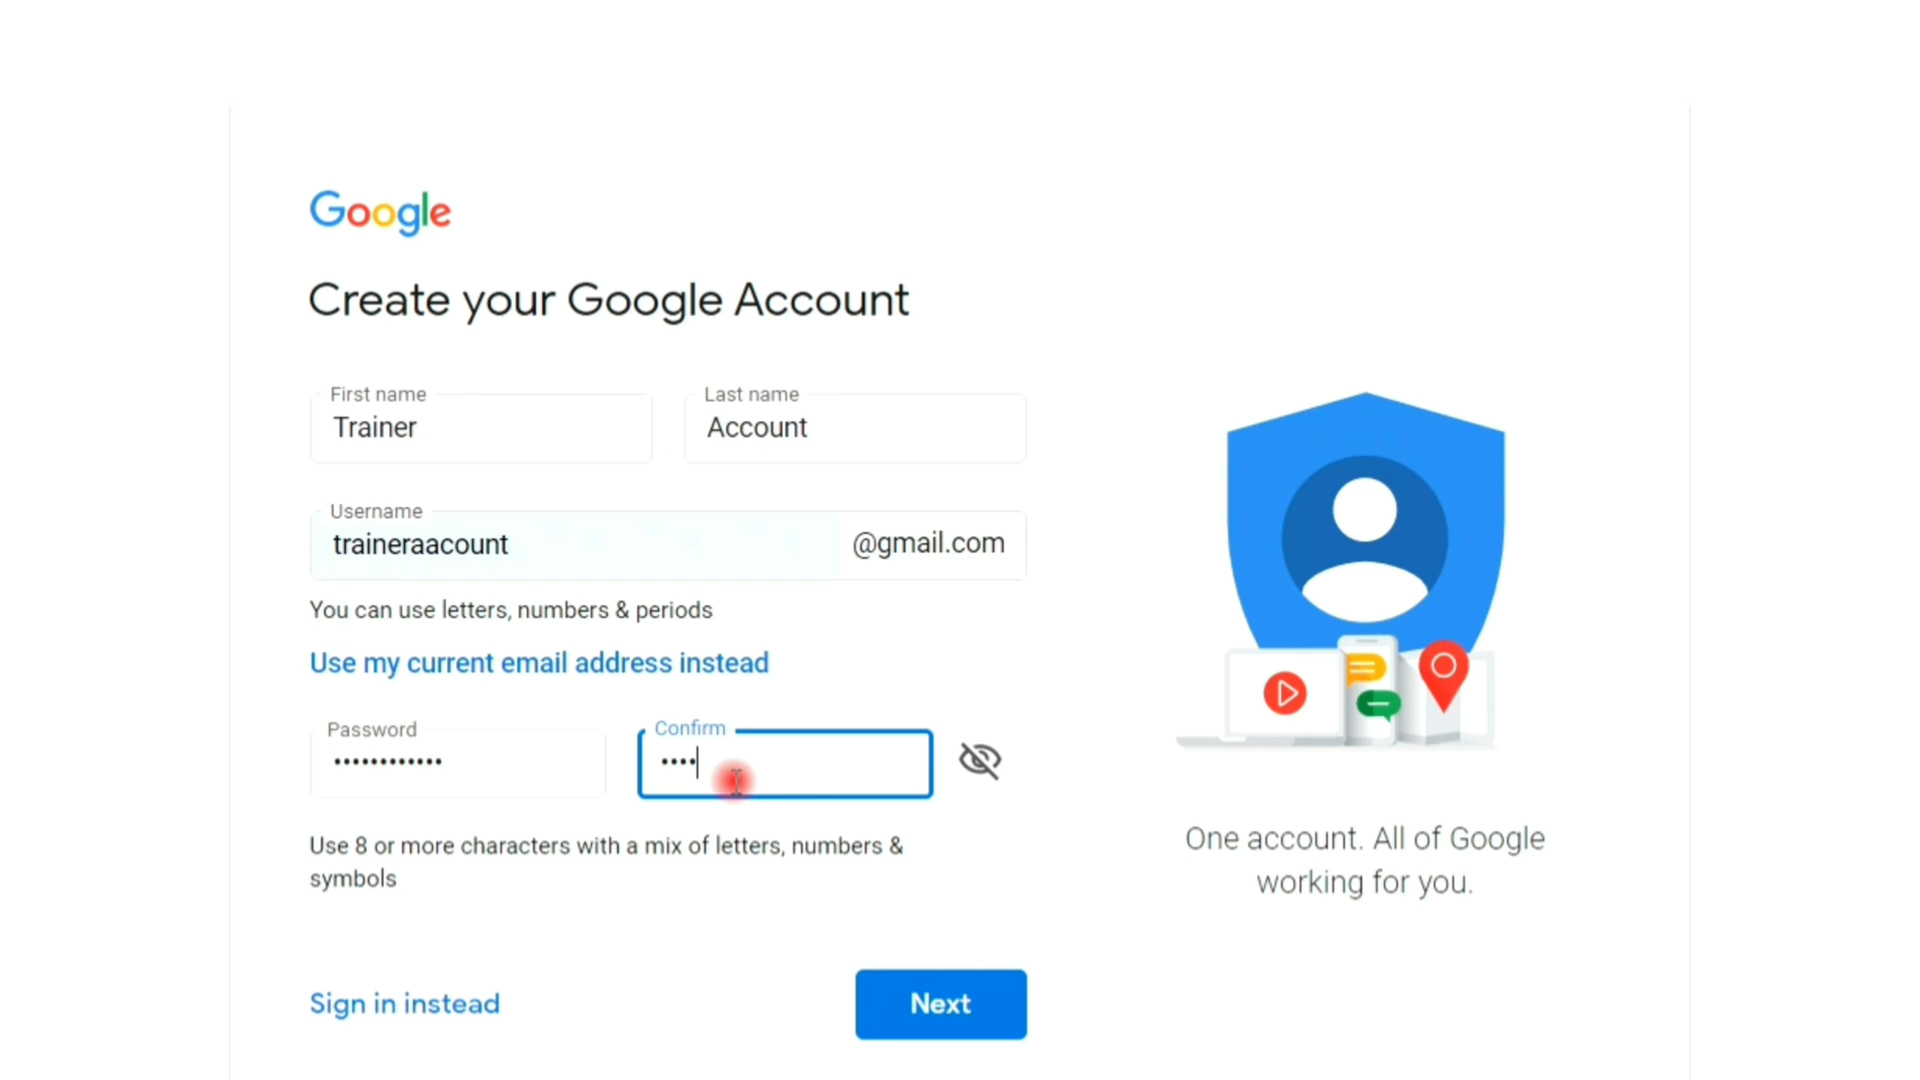 Google
Create your Google Account
First name
Last name
Trainer
Account
Username
traineraacount
@gmail.com
You can use letters, numbers & periods
Use my current email address instead
Password
Confirm
••••••••••••
••••
Use 8 or more characters with a mix of letters, numbers &
symbols
Sign in instead
Next
One account. All of Google
working for you.